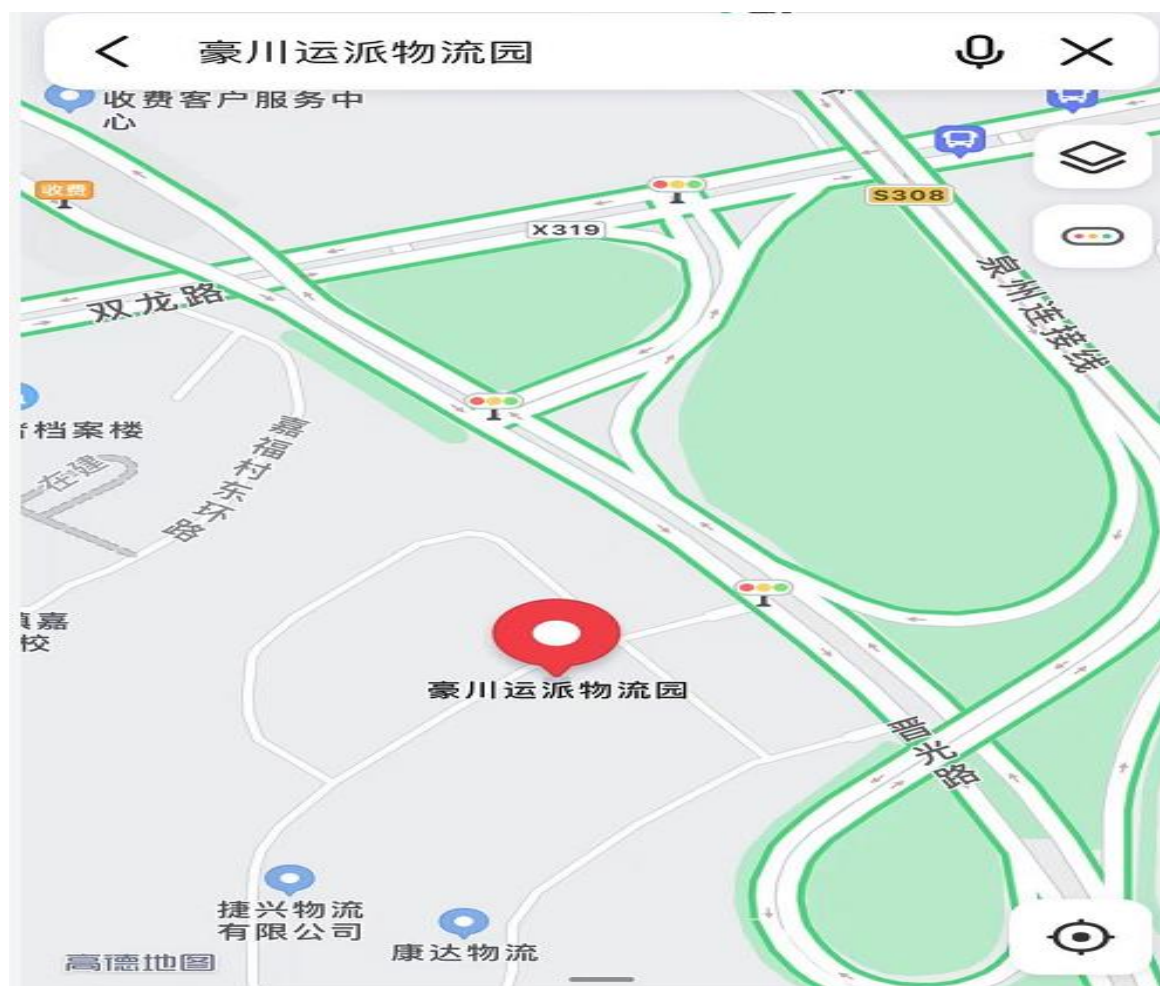 豪川运派物流园
收费客户服务中
心
收费
X319
S308
双龙路
泉州连接线
档案楼
嘉福村东环路
在建
嘉
校
豪川运派物流园
晋光路
捷兴物流
有限公司
康达物流
高德地图